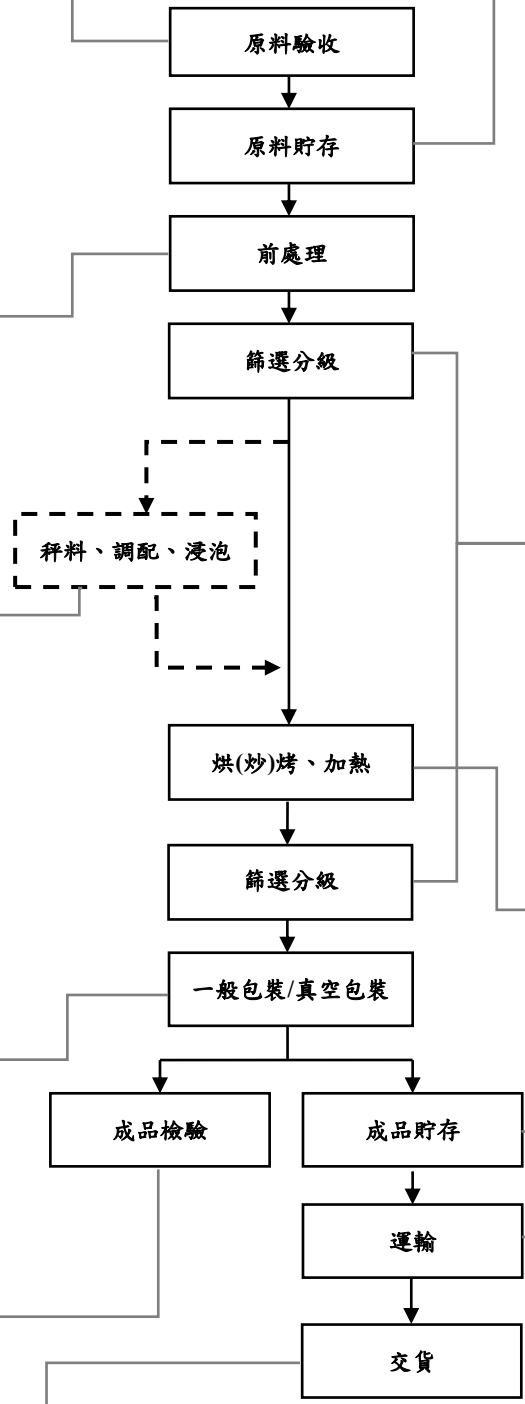 原料驗收
原料貯存
前處理
篩選分級
秤料、調配、浸泡
烘(炒)烤、加熱
篩選分級
一般包裝/真空包裝
成品檢驗
成品貯存
運輸
交貨